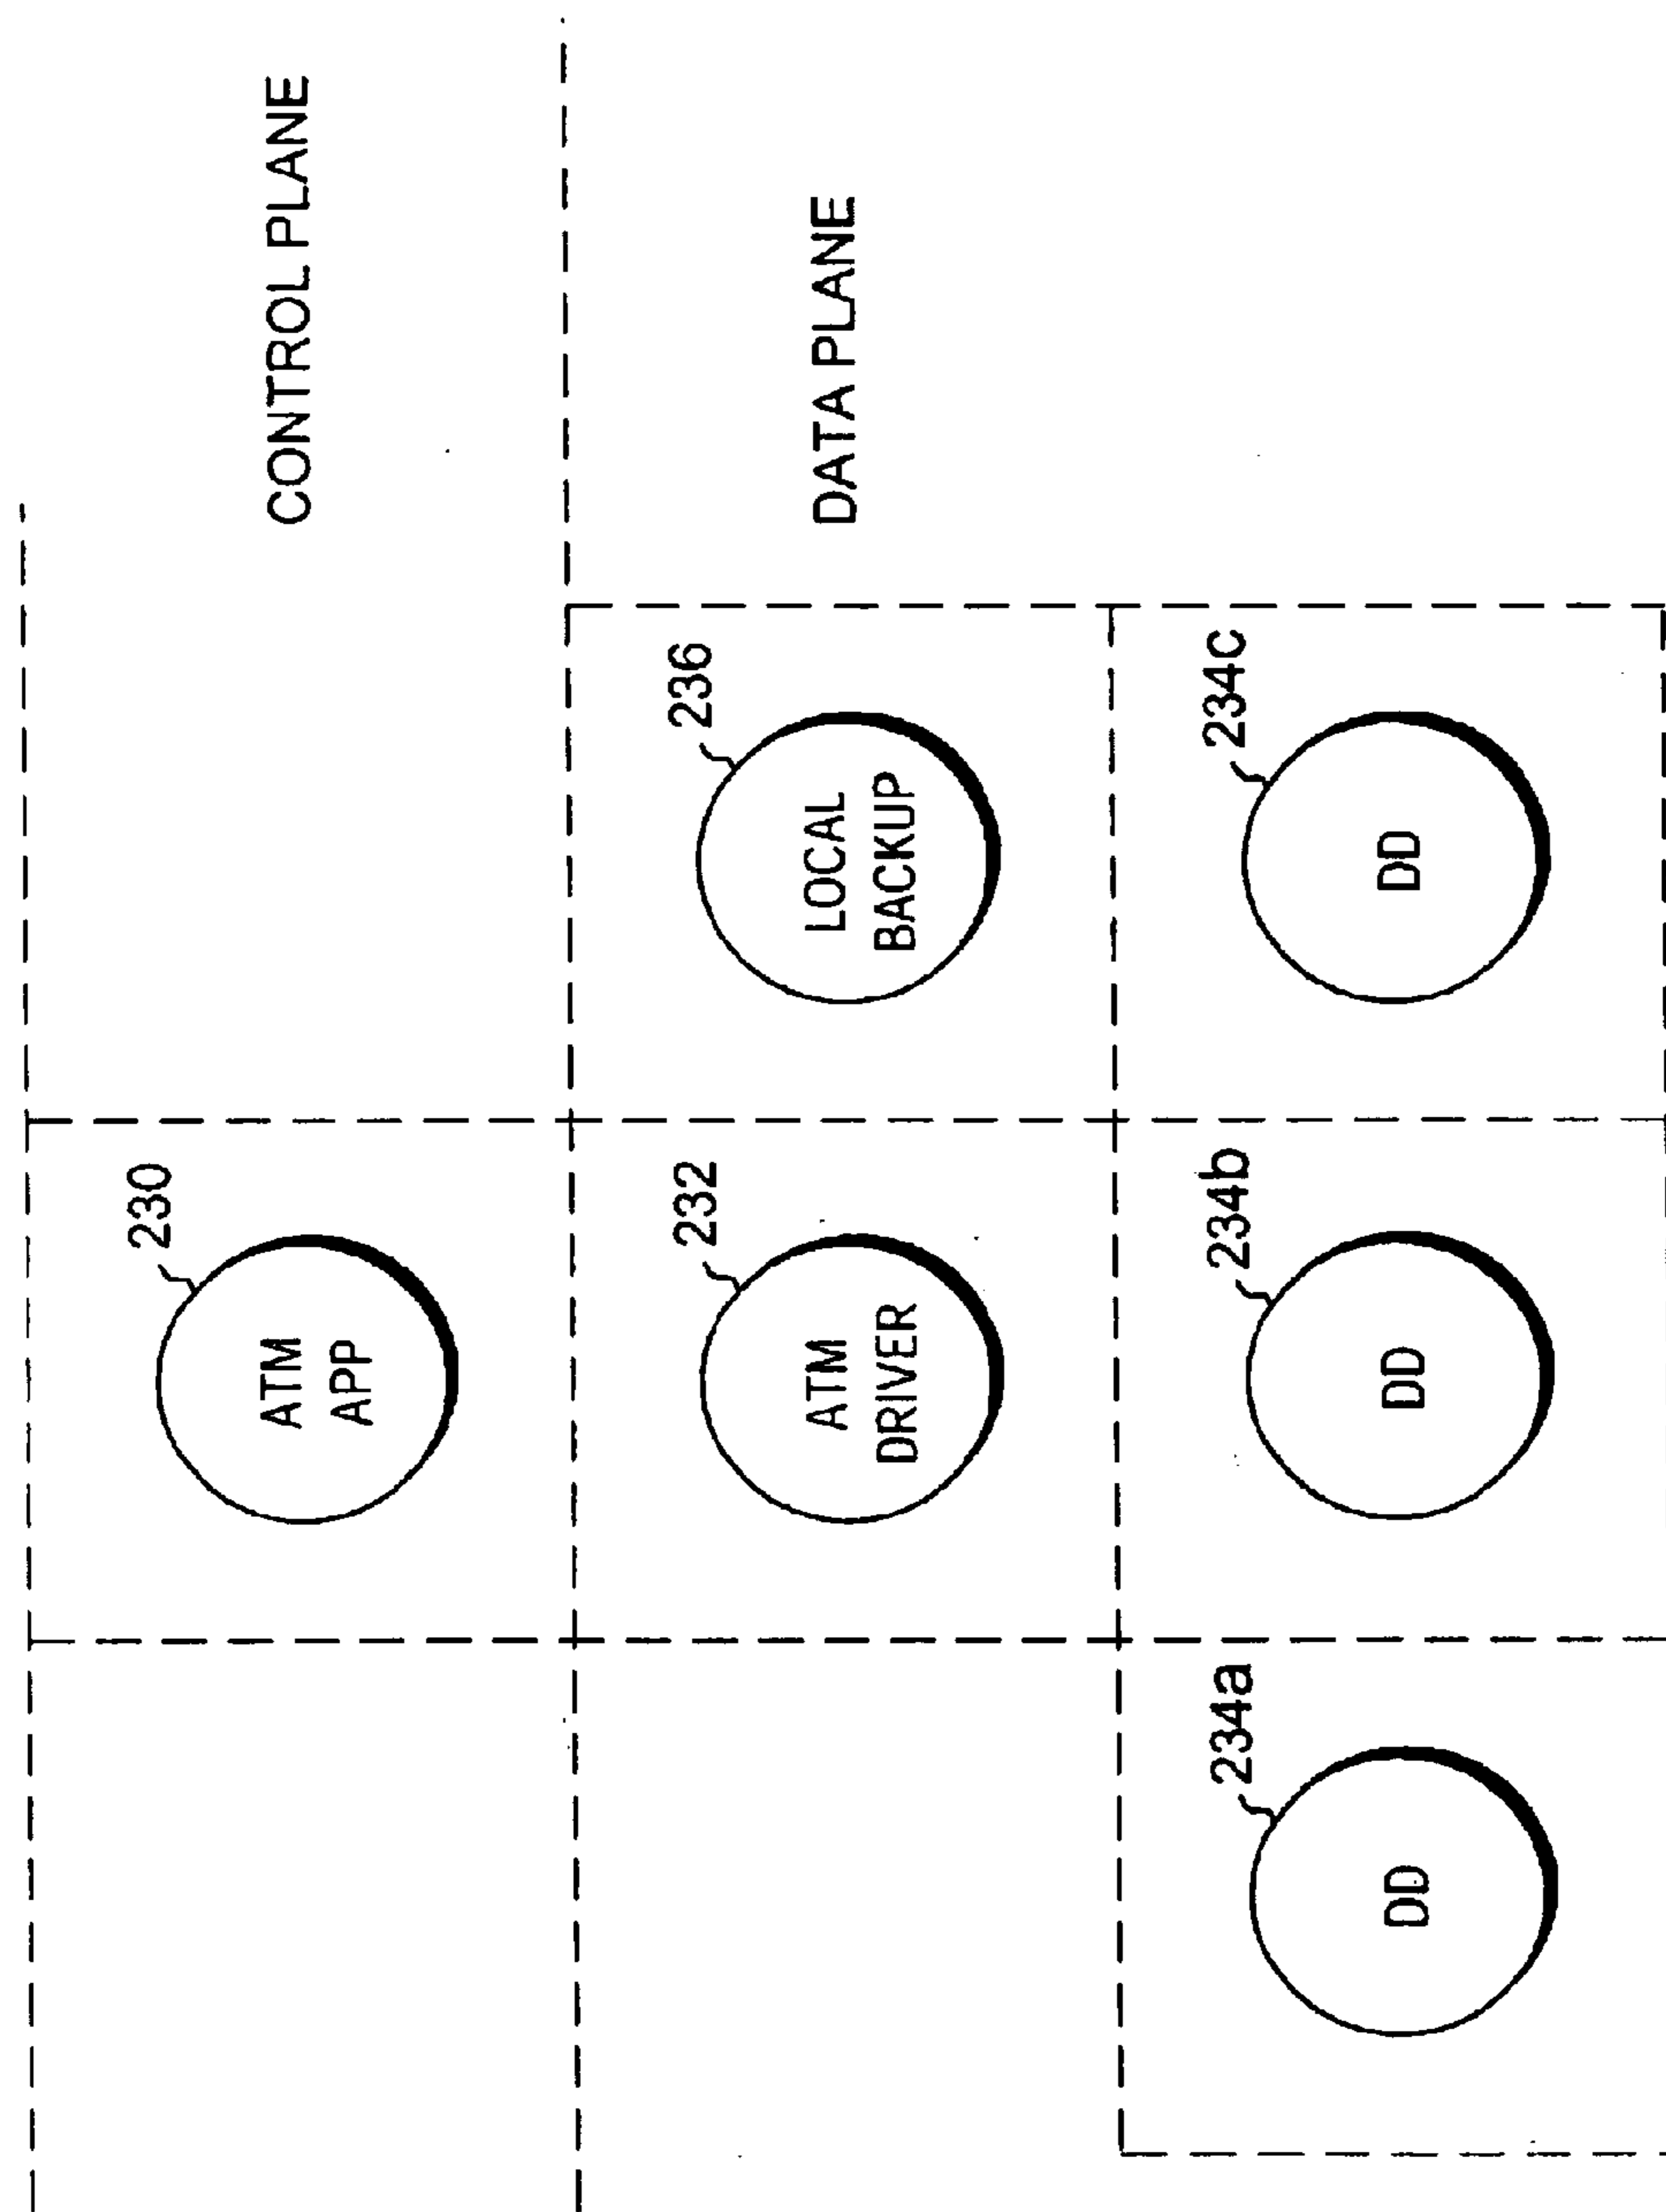 230
ATM
APP
CONTROL PLANE
232
ATM
DRIVER
236
LOCAL
BACKUP
DATA PLANE
234a
DD
234b
DD
234c
DD